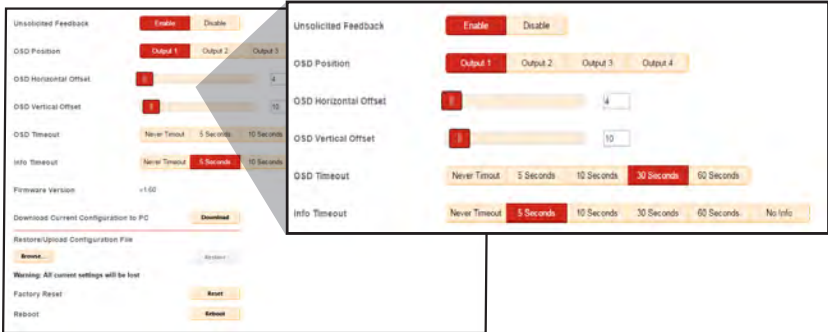 Unsolicited Feedback Enable Disable
OSD Position Output 1 Output 2 Output 3
OSD Horizontal Offset 4
OSD Vertical Offset 10
OSD Timeout Never Timout 5 Seconds 10 Seconds
Info Timeout Never Timeout 5 Seconds 10 Seconds
Firmware Version v1.60
Download Current Configuration to PC Download
Restore/Upload Configuration File
Browse... Restore
Warning: All current settings will be lost
Factory Reset Reset
Reboot Reboot
Unsolicited Feedback Enable Disable
OSD Position Output 1 Output 2 Output 3 Output 4
OSD Horizontal Offset 4
OSD Vertical Offset 10
OSD Timeout Never Timout 5 Seconds 10 Seconds 30 Seconds 60 Seconds
Info Timeout Never Timeout 5 Seconds 10 Seconds 30 Seconds 60 Seconds No Info